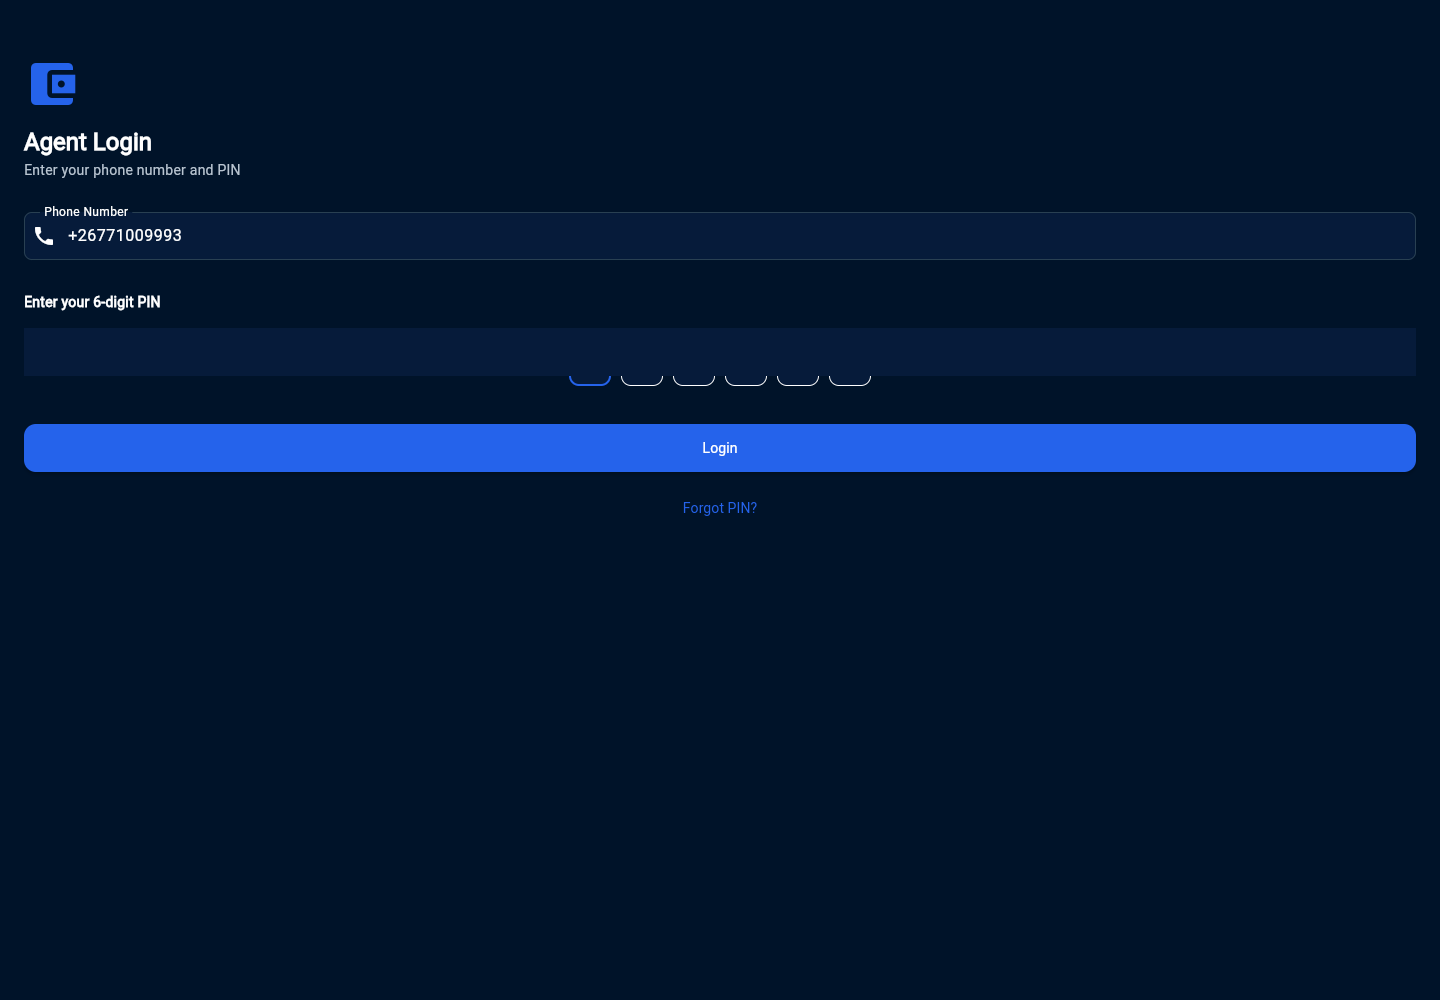 Agent Login
Enter your phone number and PIN
Phone Number
+26771009993
Enter your 6-digit PIN
Login
Forgot PIN?